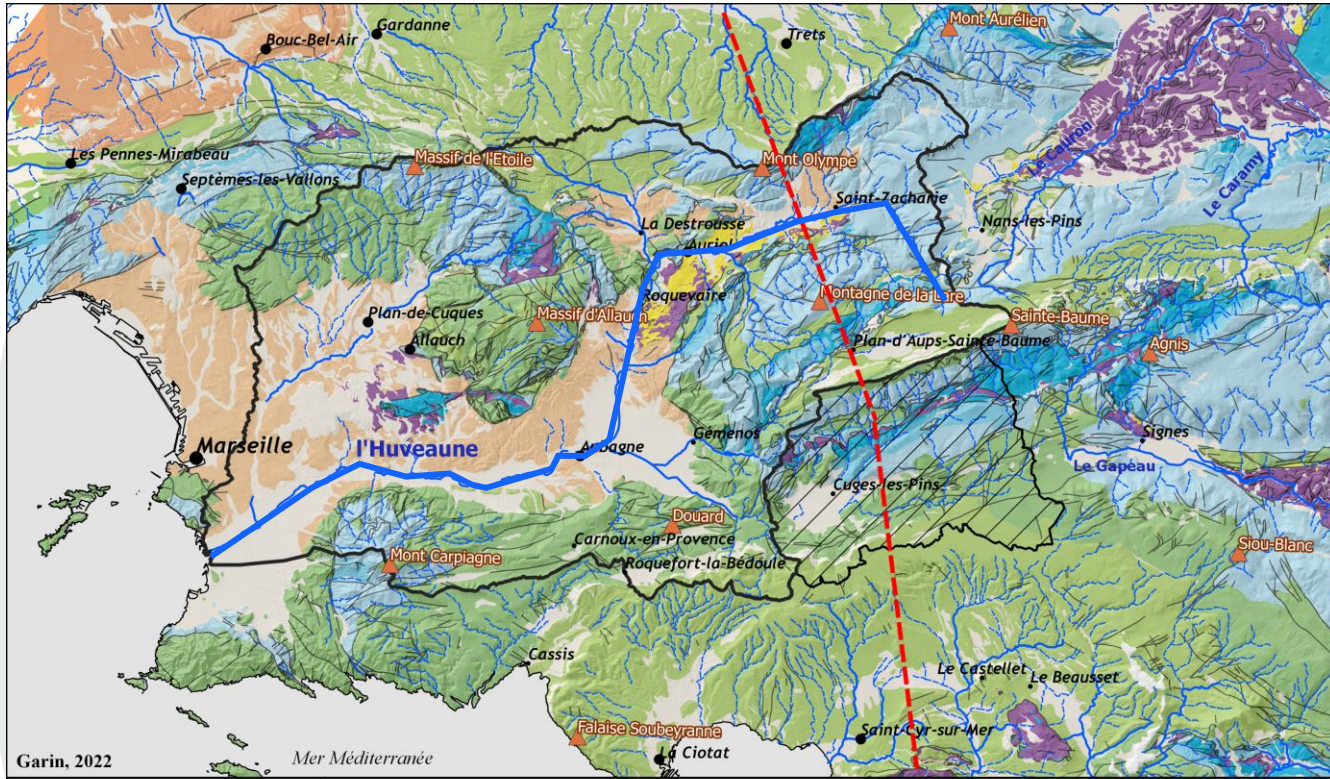 Mont Aurélien
Gardanne
Trets
Bouc-Bel-Air
Les Pennes-Mirabeau
Massif de l'Etoile
Mont Olympe
Le Cauron
Septèmes-les-Vallons
Saint-Zacharie
Le Caramy
La Destrousse
Nans-les-Pins
Auriol
Roquevaire
Montagne de la Lare
Plan-de-Cuques
Massif d'Allauch
Sainte-Baume
Allauch
Plan-d'Aups-Sainte-Baume
Agnis
Marseille
l'Huveaune
Aubagne
Gémenos
Signes
Le Gapeau
Cuges-les-Pins
Douard
Carnoux-en-Provence
Mont Carpiagne
Roquefort-la-Bédoule
Siou-Blanc
Cassis
Le Castellet
Le Beausset
Falaise Soubeyranne
Saint-Cyr-sur-Mer
La Ciotat
Garin, 2022
Mer Méditerranée